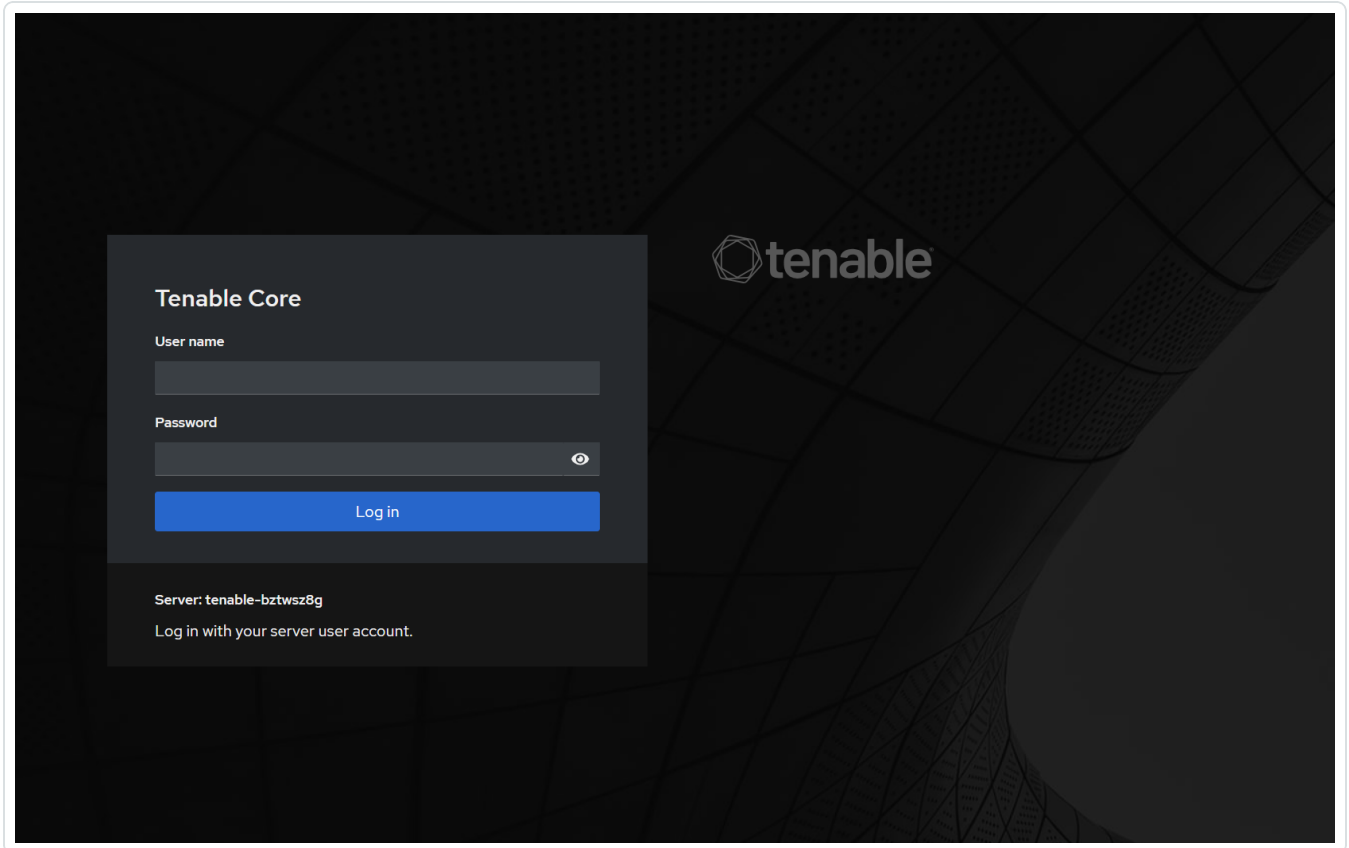 tenable
Tenable Core
User name
Password
Log in
Server: tenable-bztwsz8g
Log in with your server user account.